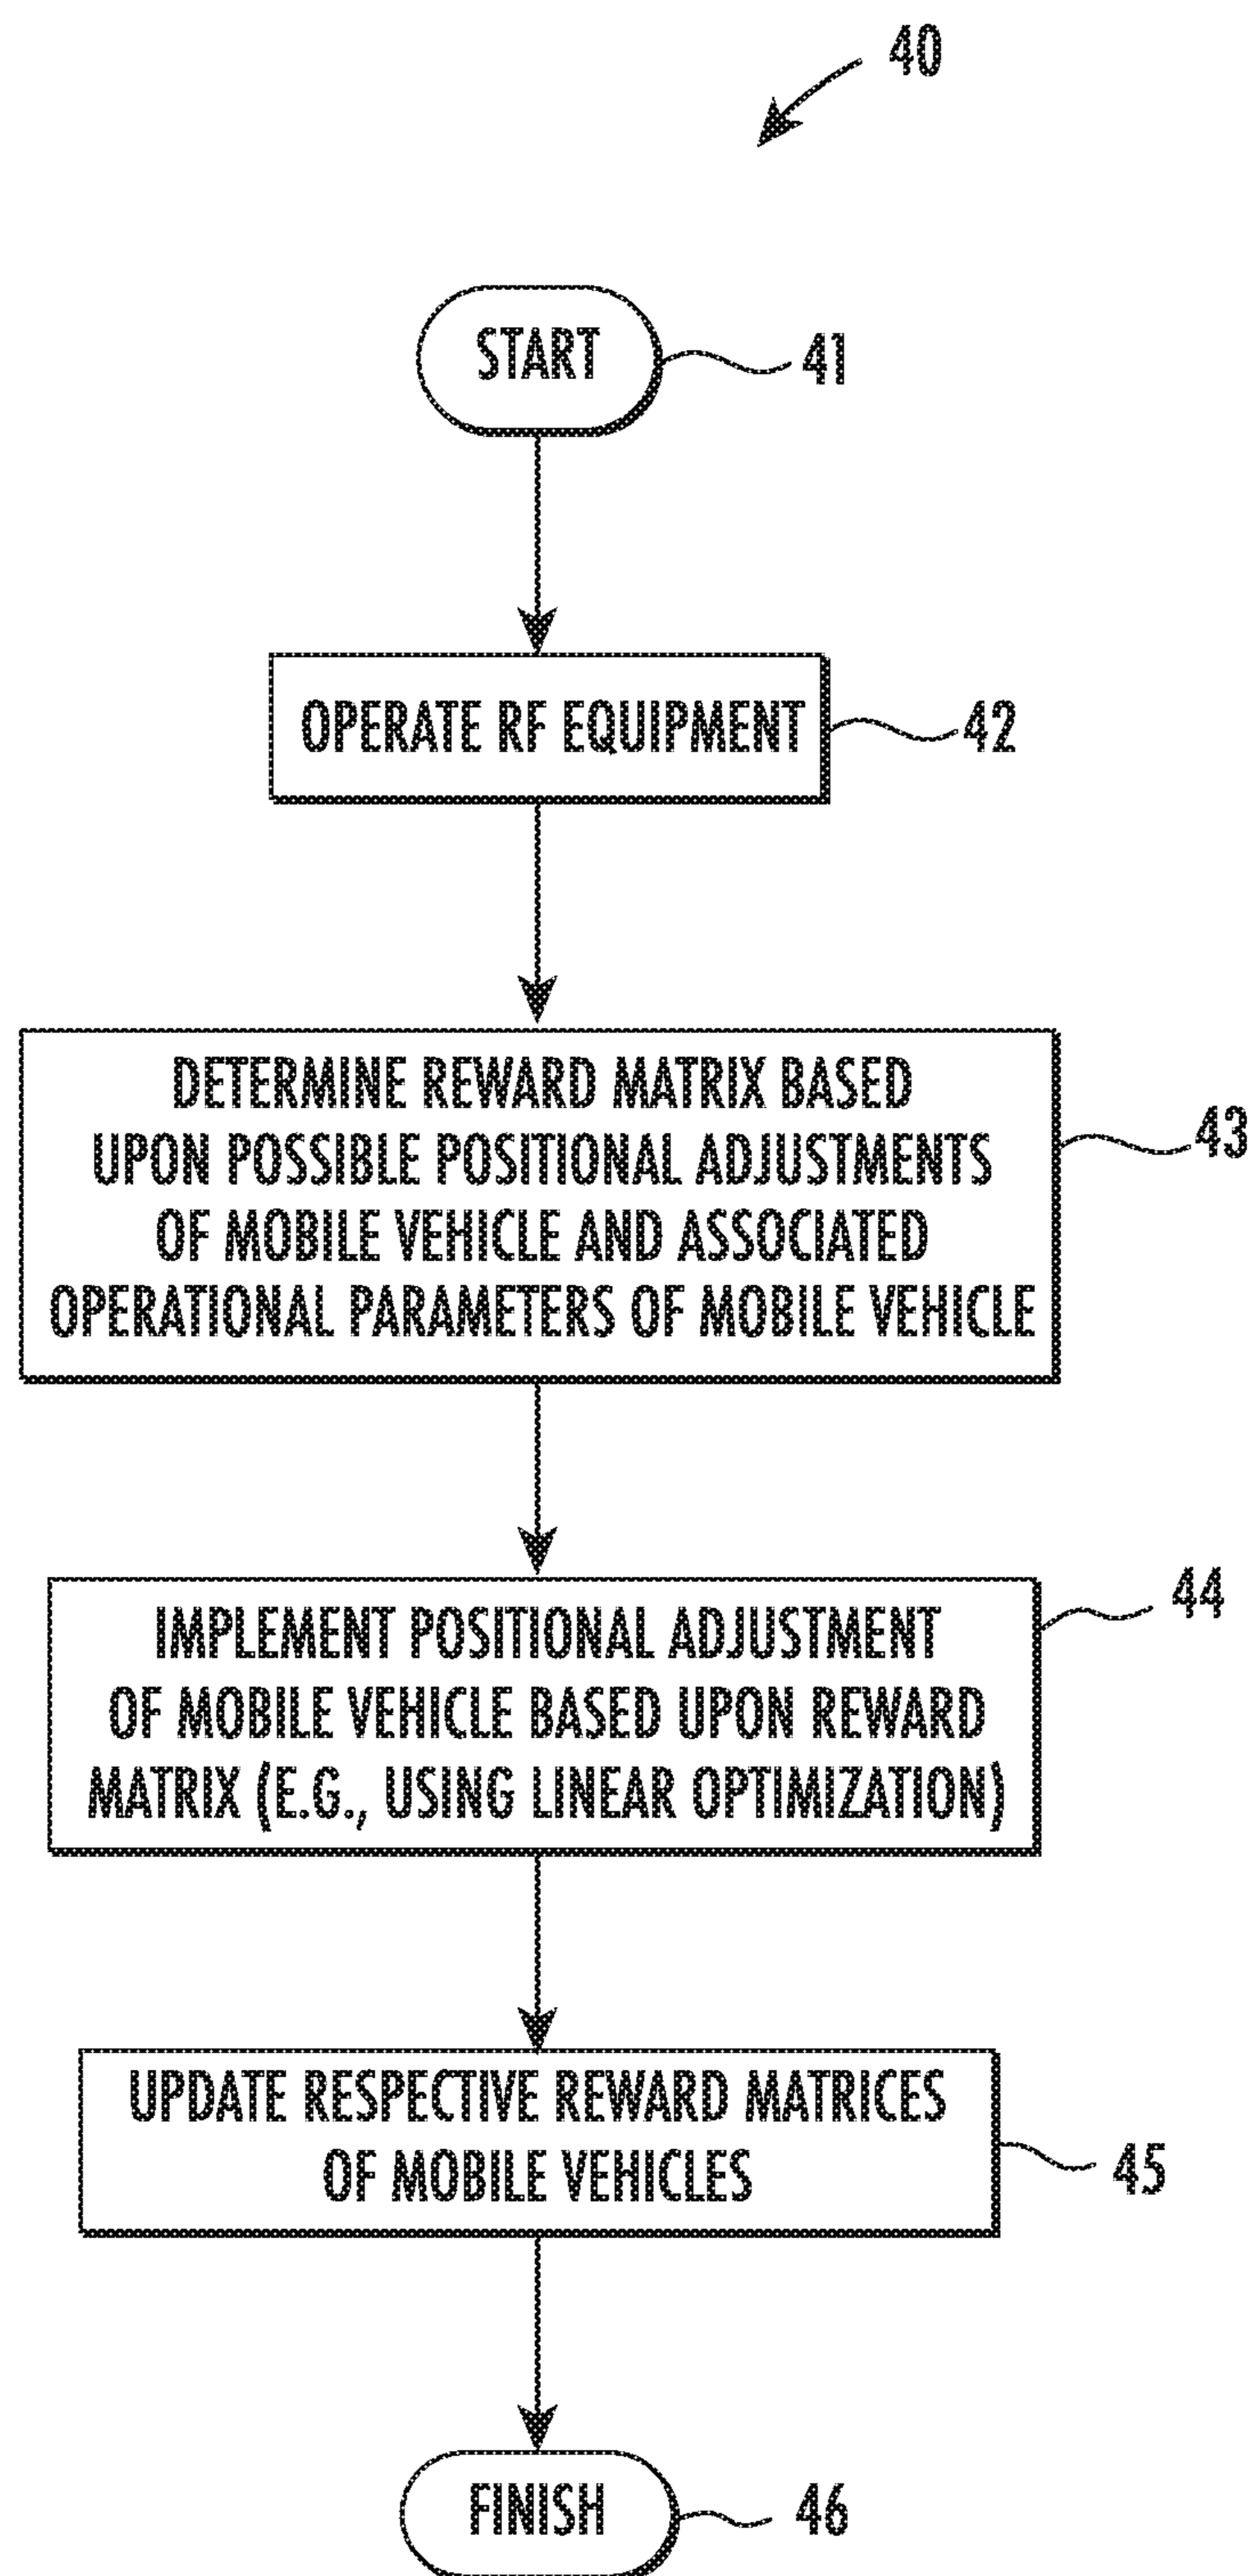 40
START
41
OPERATE RF EQUIPMENT
42
DETERMINE REWARD MATRIX BASED
UPON POSSIBLE POSITIONAL ADJUSTMENTS
OF MOBILE VEHICLE AND ASSOCIATED
OPERATIONAL PARAMETERS OF MOBILE VEHICLE
43
IMPLEMENT POSITIONAL ADJUSTMENT
OF MOBILE VEHICLE BASED UPON REWARD
MATRIX (E.G., USING LINEAR OPTIMIZATION)
44
UPDATE RESPECTIVE REWARD MATRICES
OF MOBILE VEHICLES
45
FINISH
46